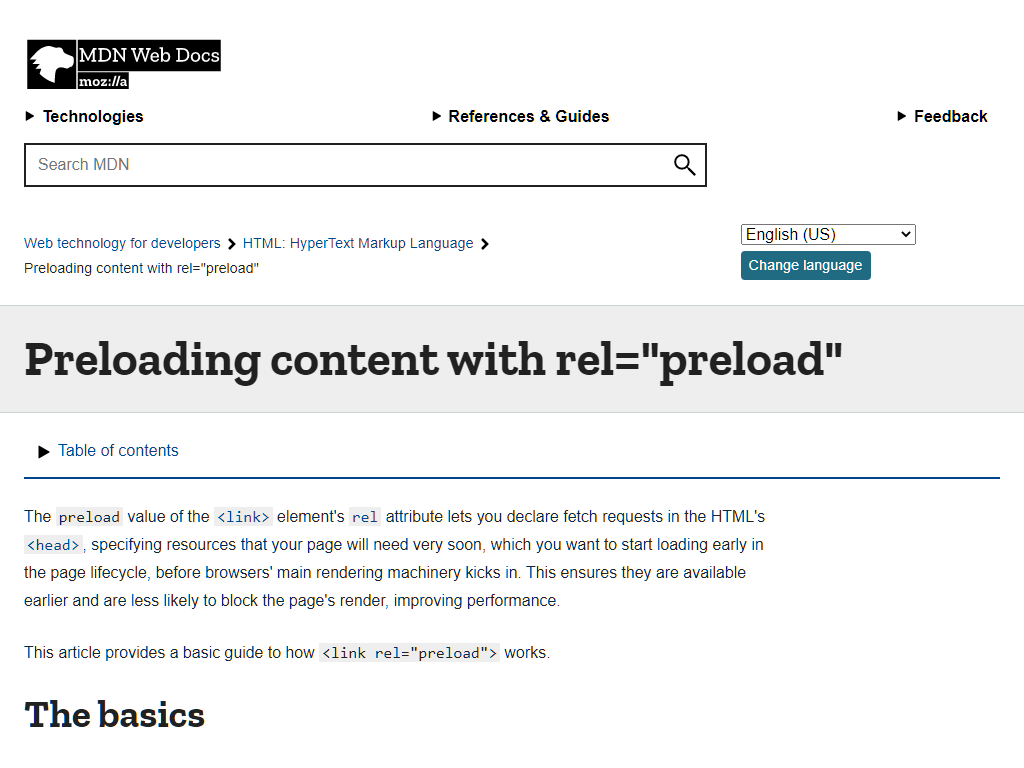 MDN Web Docs
moz://a
Technologies
References & Guides
Feedback
Search MDN
Web technology for developers
HTML: HyperText Markup Language
Preloading content with rel="preload"
English (US)
Change language
Preloading content with rel="preload"
Table of contents
The preload value of the <link> element's rel attribute lets you declare fetch requests in the HTML's
<head>, specifying resources that your page will need very soon, which you want to start loading early in
the page lifecycle, before browsers' main rendering machinery kicks in. This ensures they are available
earlier and are less likely to block the page's render, improving performance.
This article provides a basic guide to how <link rel="preload"> works.
The basics